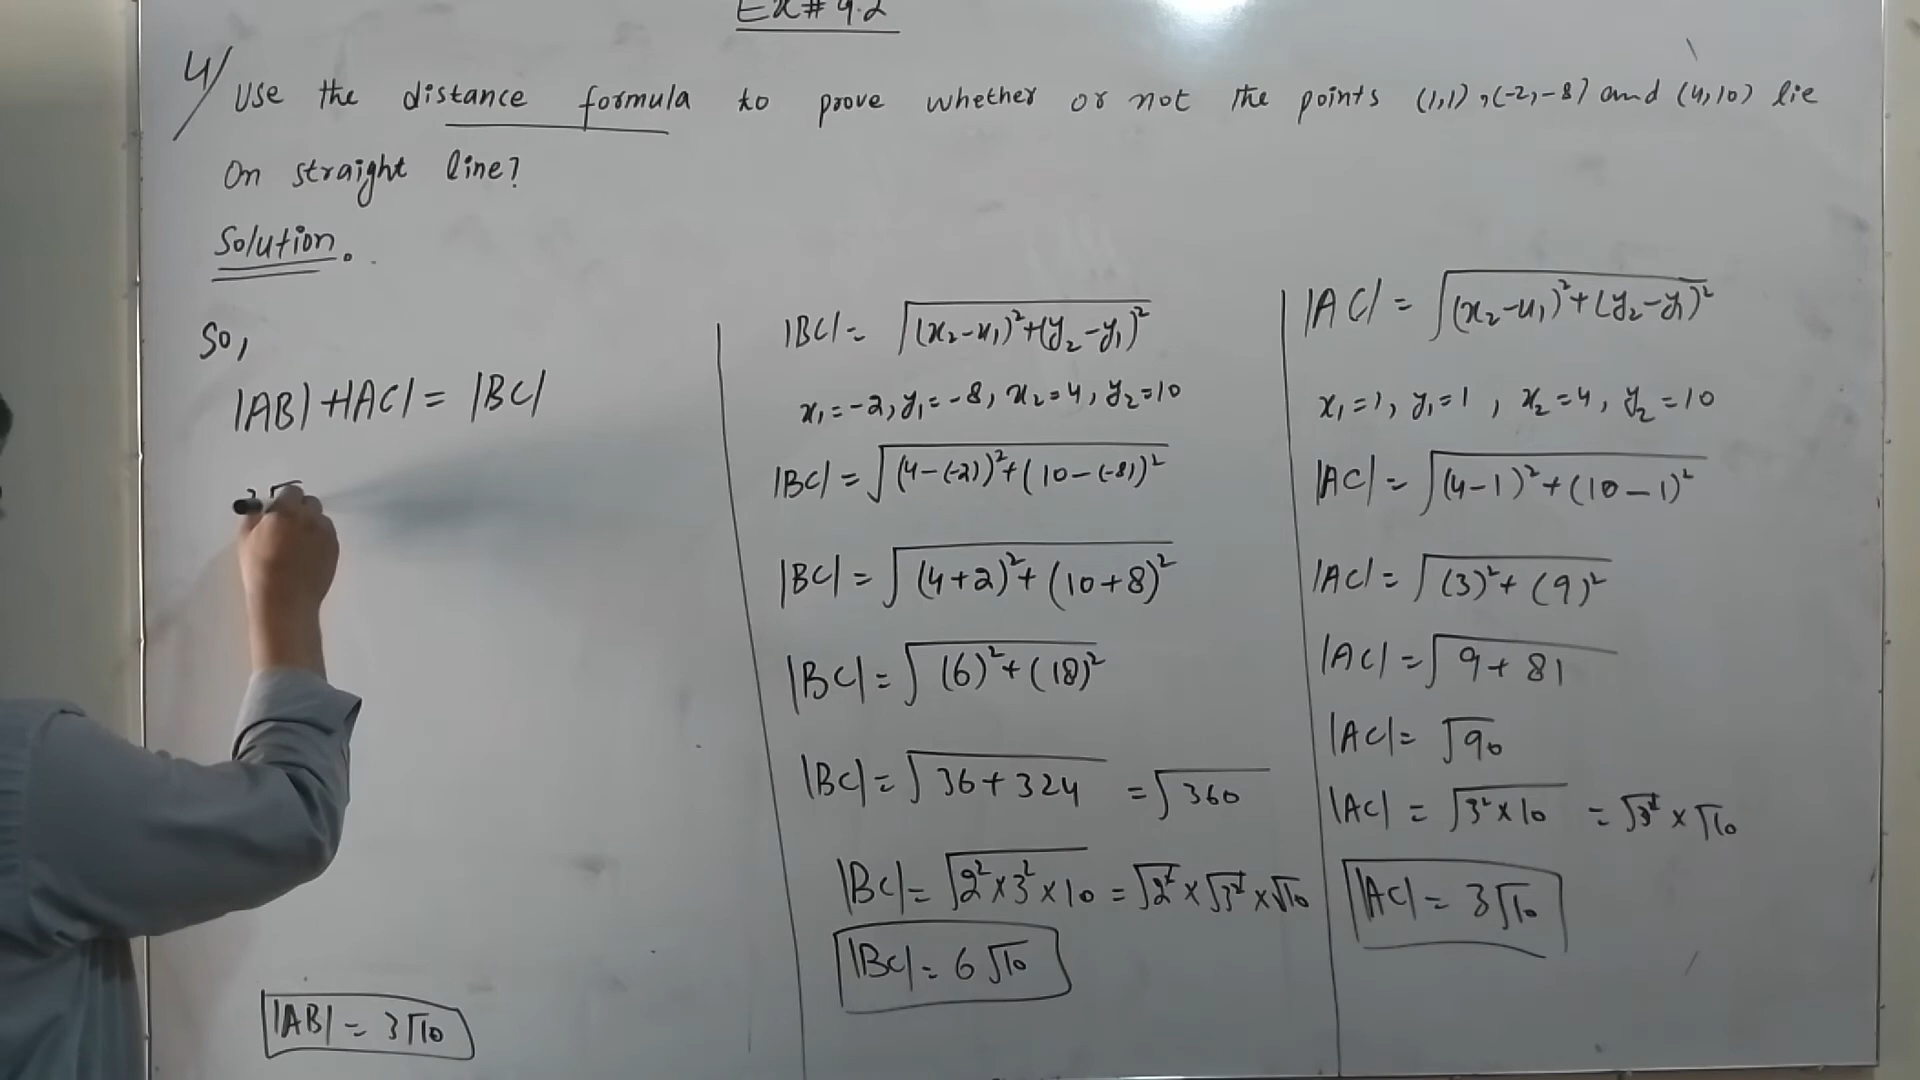 Ex# 4.2
4/ Use the distance formula to prove whether or not the points (1,1), (-2,-8) and (4,10) lie
On straight line?
Solution.
So,
|AB|+|AC| = |BC|
|AB| = 3√10
|BC| = √(x₂-x₁)²+(y₂-y₁)²
x₁=-2, y₁=-8, x₂=4, y₂=10
|BC| = √(4-(-2))²+(10-(-8))²
|BC| = √(4+2)²+(10+8)²
|BC| = √(6)²+(18)²
|BC| = √36+324 = √360
|BC| = √2²×3²×10 = √2²×√3²×√10
|BC| = 6√10
|AC| = √(x₂-x₁)²+(y₂-y₁)²
x₁=1, y₁=1, x₂=4, y₂=10
|AC| = √(4-1)²+(10-1)²
|AC| = √(3)²+(9)²
|AC| = √9+81
|AC| = √90
|AC| = √3²×10 = √3²×√10
|AC| = 3√10